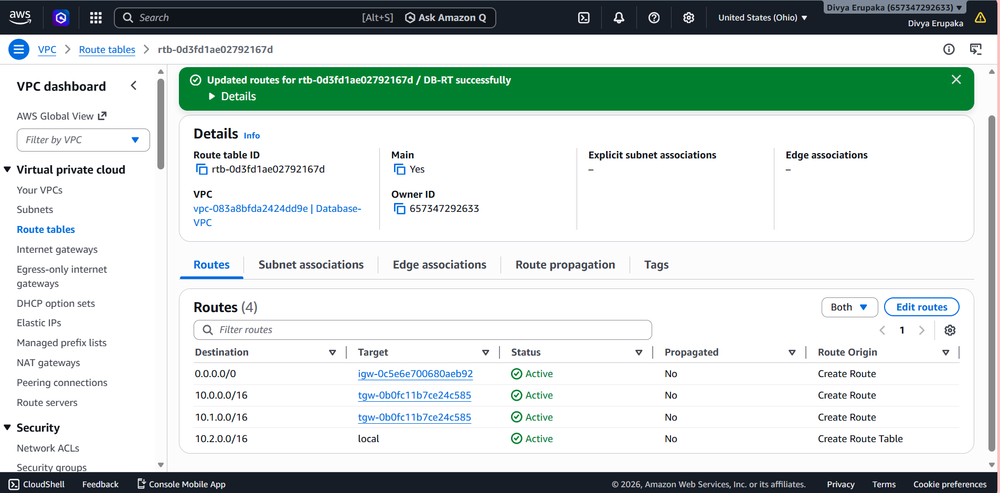 aws
Search [Alt+S] Ask Amazon Q
United States (Ohio) ▼
Divya Erupaka (657347292633) ▼
Divya Erupaka
VPC > Route tables > rtb-0d3fd1ae02792167d
VPC dashboard
AWS Global View
Filter by VPC
Virtual private cloud
Your VPCs
Subnets
Route tables
Internet gateways
Egress-only internet
gateways
DHCP option sets
Elastic IPs
Managed prefix lists
NAT gateways
Peering connections
Route servers
Security
Network ACLs
Security groups
Updated routes for rtb-0d3fd1ae02792167d / DB-RT successfully
Details
Details Info
Route table ID
rtb-0d3fd1ae02792167d
Main
Yes
Explicit subnet associations
–
Edge associations
–
VPC
vpc-083a8bfda2424dd9e | Database-
VPC
Owner ID
657347292633
Routes Subnet associations Edge associations Route propagation Tags
Routes (4)
Both Edit routes
Filter routes
1
Destination Target Status Propagated Route Origin
0.0.0.0/0 igw-0c5e6e700680aeb92 Active No Create Route
10.0.0.0/16 tgw-0b0fc11b7ce24c585 Active No Create Route
10.1.0.0/16 tgw-0b0fc11b7ce24c585 Active No Create Route
10.2.0.0/16 local Active No Create Route Table
CloudShell Feedback Console Mobile App © 2026, Amazon Web Services, Inc. or its affiliates. Privacy Terms Cookie preferences